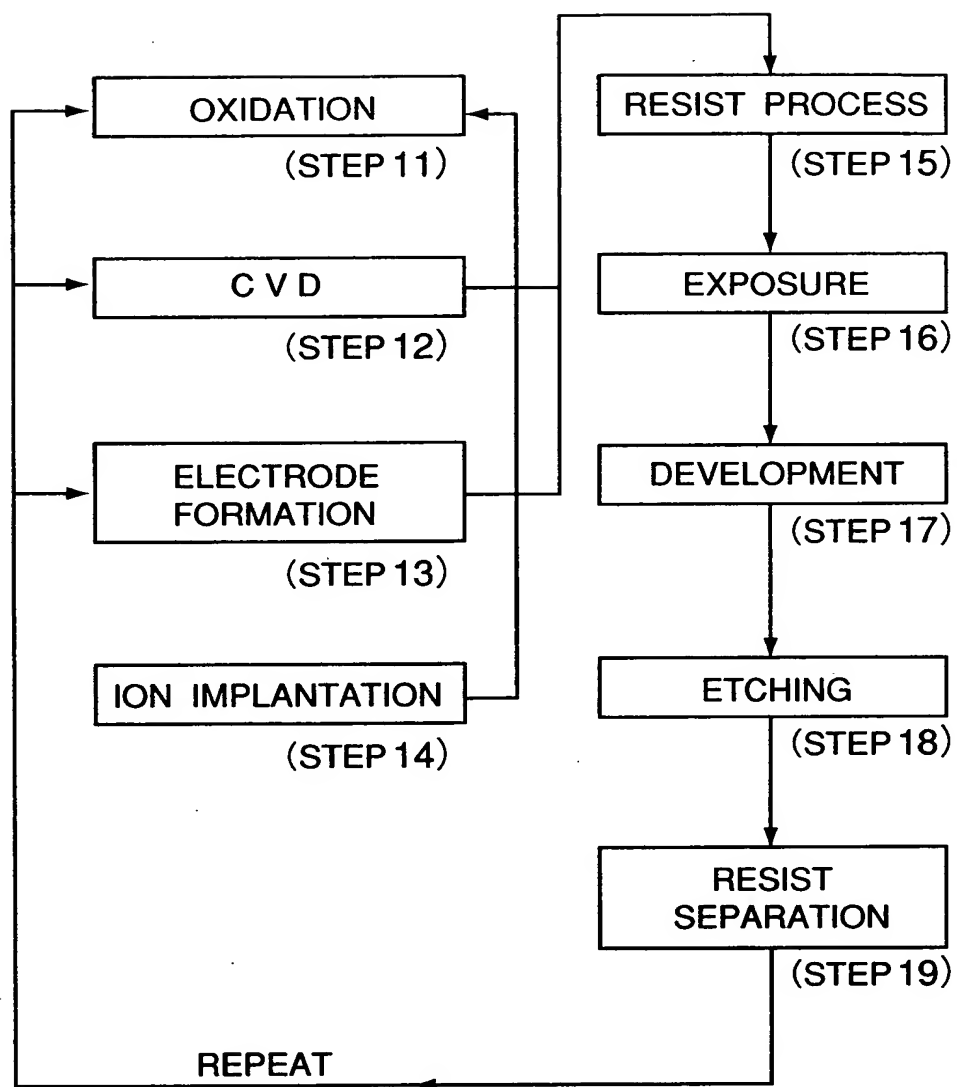 OXIDATION
(STEP 11)
C V D
(STEP 12)
ELECTRODE
FORMATION
(STEP 13)
ION IMPLANTATION
(STEP 14)
RESIST PROCESS
(STEP 15)
EXPOSURE
(STEP 16)
DEVELOPMENT
(STEP 17)
ETCHING
(STEP 18)
RESIST
SEPARATION
(STEP 19)
REPEAT